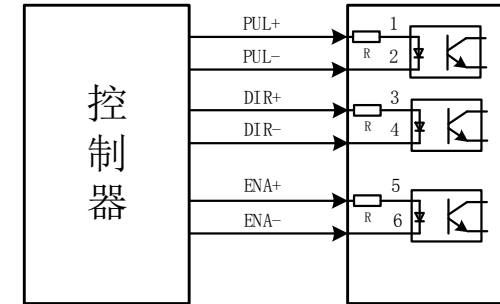 控制器
PUL+
R
1
PUL-
2
DIR+
R
3
DIR-
4
ENA+
R
5
ENA-
6